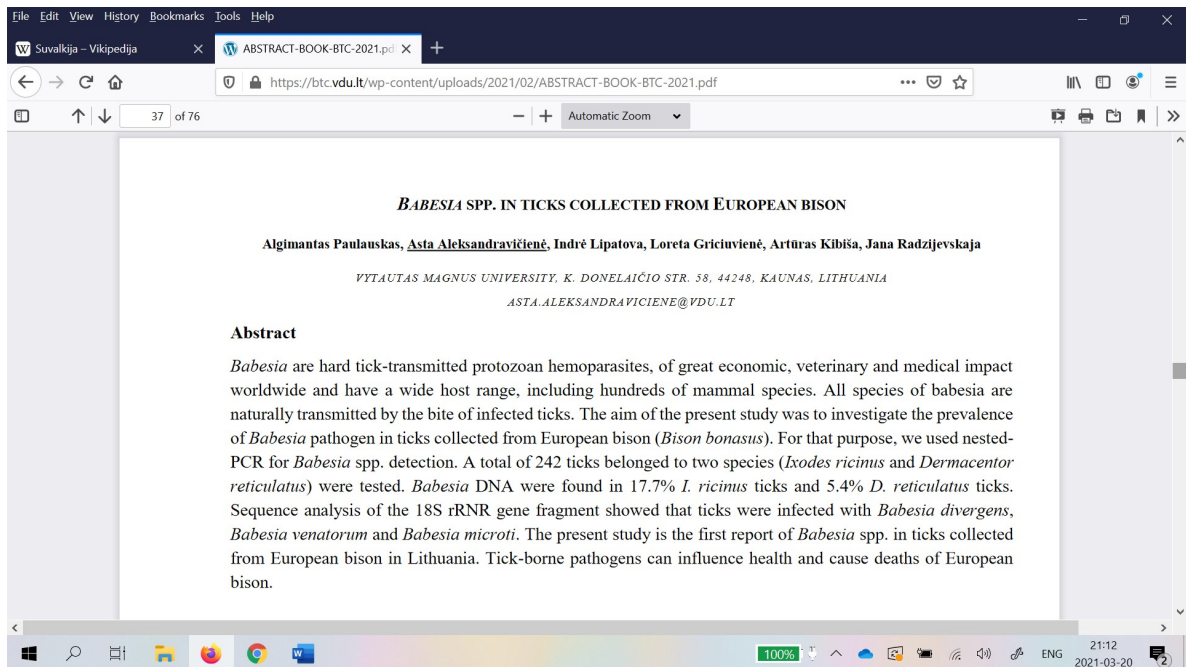 File Edit View History Bookmarks Tools Help
Suvalkija – Vikipedija
ABSTRACT-BOOK-BTC-2021.pd
https://btc.vdu.lt/wp-content/uploads/2021/02/ABSTRACT-BOOK-BTC-2021.pdf
37 of 76
Automatic Zoom
BABESIA SPP. IN TICKS COLLECTED FROM EUROPEAN BISON
Algimantas Paulauskas, Asta Aleksandravičienė, Indrė Lipatova, Loreta Griciuvienė, Artūras Kibiša, Jana Radzijevskaja
VYTAUTAS MAGNUS UNIVERSITY, K. DONELAIČIO STR. 58, 44248, KAUNAS, LITHUANIA
ASTA.ALEKSANDRAVICIENE@VDU.LT
Abstract
Babesia are hard tick-transmitted protozoan hemoparasites, of great economic, veterinary and medical impact
worldwide and have a wide host range, including hundreds of mammal species. All species of babesia are
naturally transmitted by the bite of infected ticks. The aim of the present study was to investigate the prevalence
of Babesia pathogen in ticks collected from European bison (Bison bonasus). For that purpose, we used nested-
PCR for Babesia spp. detection. A total of 242 ticks belonged to two species (Ixodes ricinus and Dermacentor
reticulatus) were tested. Babesia DNA were found in 17.7% I. ricinus ticks and 5.4% D. reticulatus ticks.
Sequence analysis of the 18S rRNR gene fragment showed that ticks were infected with Babesia divergens,
Babesia venatorum and Babesia microti. The present study is the first report of Babesia spp. in ticks collected
from European bison in Lithuania. Tick-borne pathogens can influence health and cause deaths of European
bison.
100%
ENG
21:12
2021-03-20
2